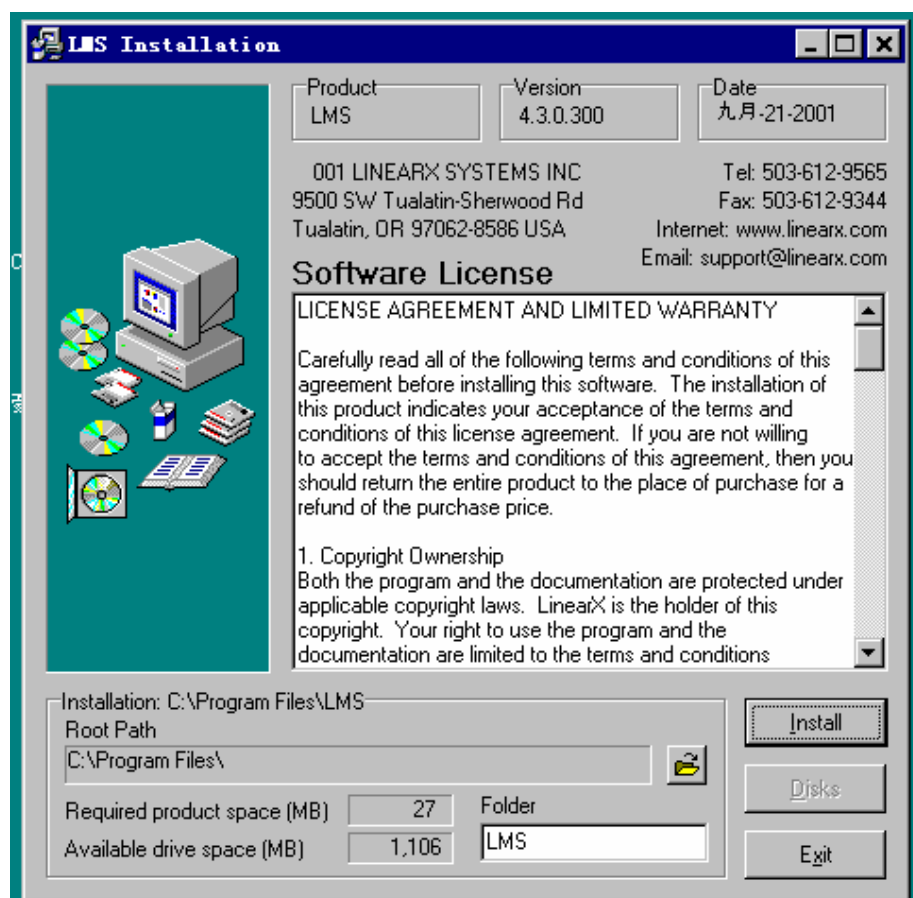 LMS Installation
Product
LMS
Version
4.3.0.300
Date
九月-21-2001
001 LINEARX SYSTEMS INC
9500 SW Tualatin-Sherwood Rd
Tualatin, OR 97062-8586 USA
Tel: 503-612-9565
Fax: 503-612-9344
Internet: www.linearx.com
Email: support@linearx.com
Software License
LICENSE AGREEMENT AND LIMITED WARRANTY
Carefully read all of the following terms and conditions of this
agreement before installing this software.  The installation of
this product indicates your acceptance of the terms and
conditions of this license agreement.  If you are not willing
to accept the terms and conditions of this agreement, then you
should return the entire product to the place of purchase for a
refund of the purchase price.
1. Copyright Ownership
Both the program and the documentation are protected under
applicable copyright laws.  LinearX is the holder of this
copyright.  Your right to use the program and the
documentation are limited to the terms and conditions
Installation: C:\Program Files\LMS
Root Path
C:\Program Files\
Required product space (MB) 27
Available drive space (MB) 1,106
Folder
LMS
Install
Disks
Exit